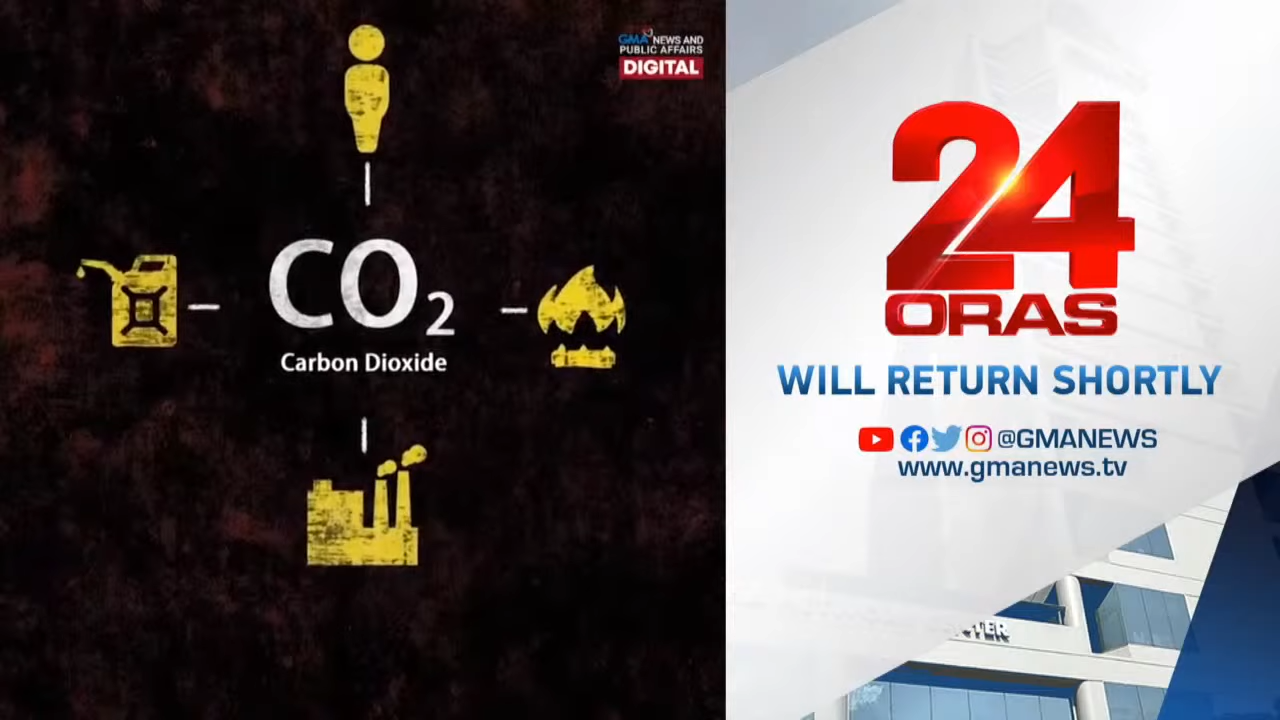 GMA NEWS AND
PUBLIC AFFAIRS
DIGITAL
CO2
Carbon Dioxide
24
ORAS
WILL RETURN SHORTLY
@GMANEWS
www.gmanews.tv